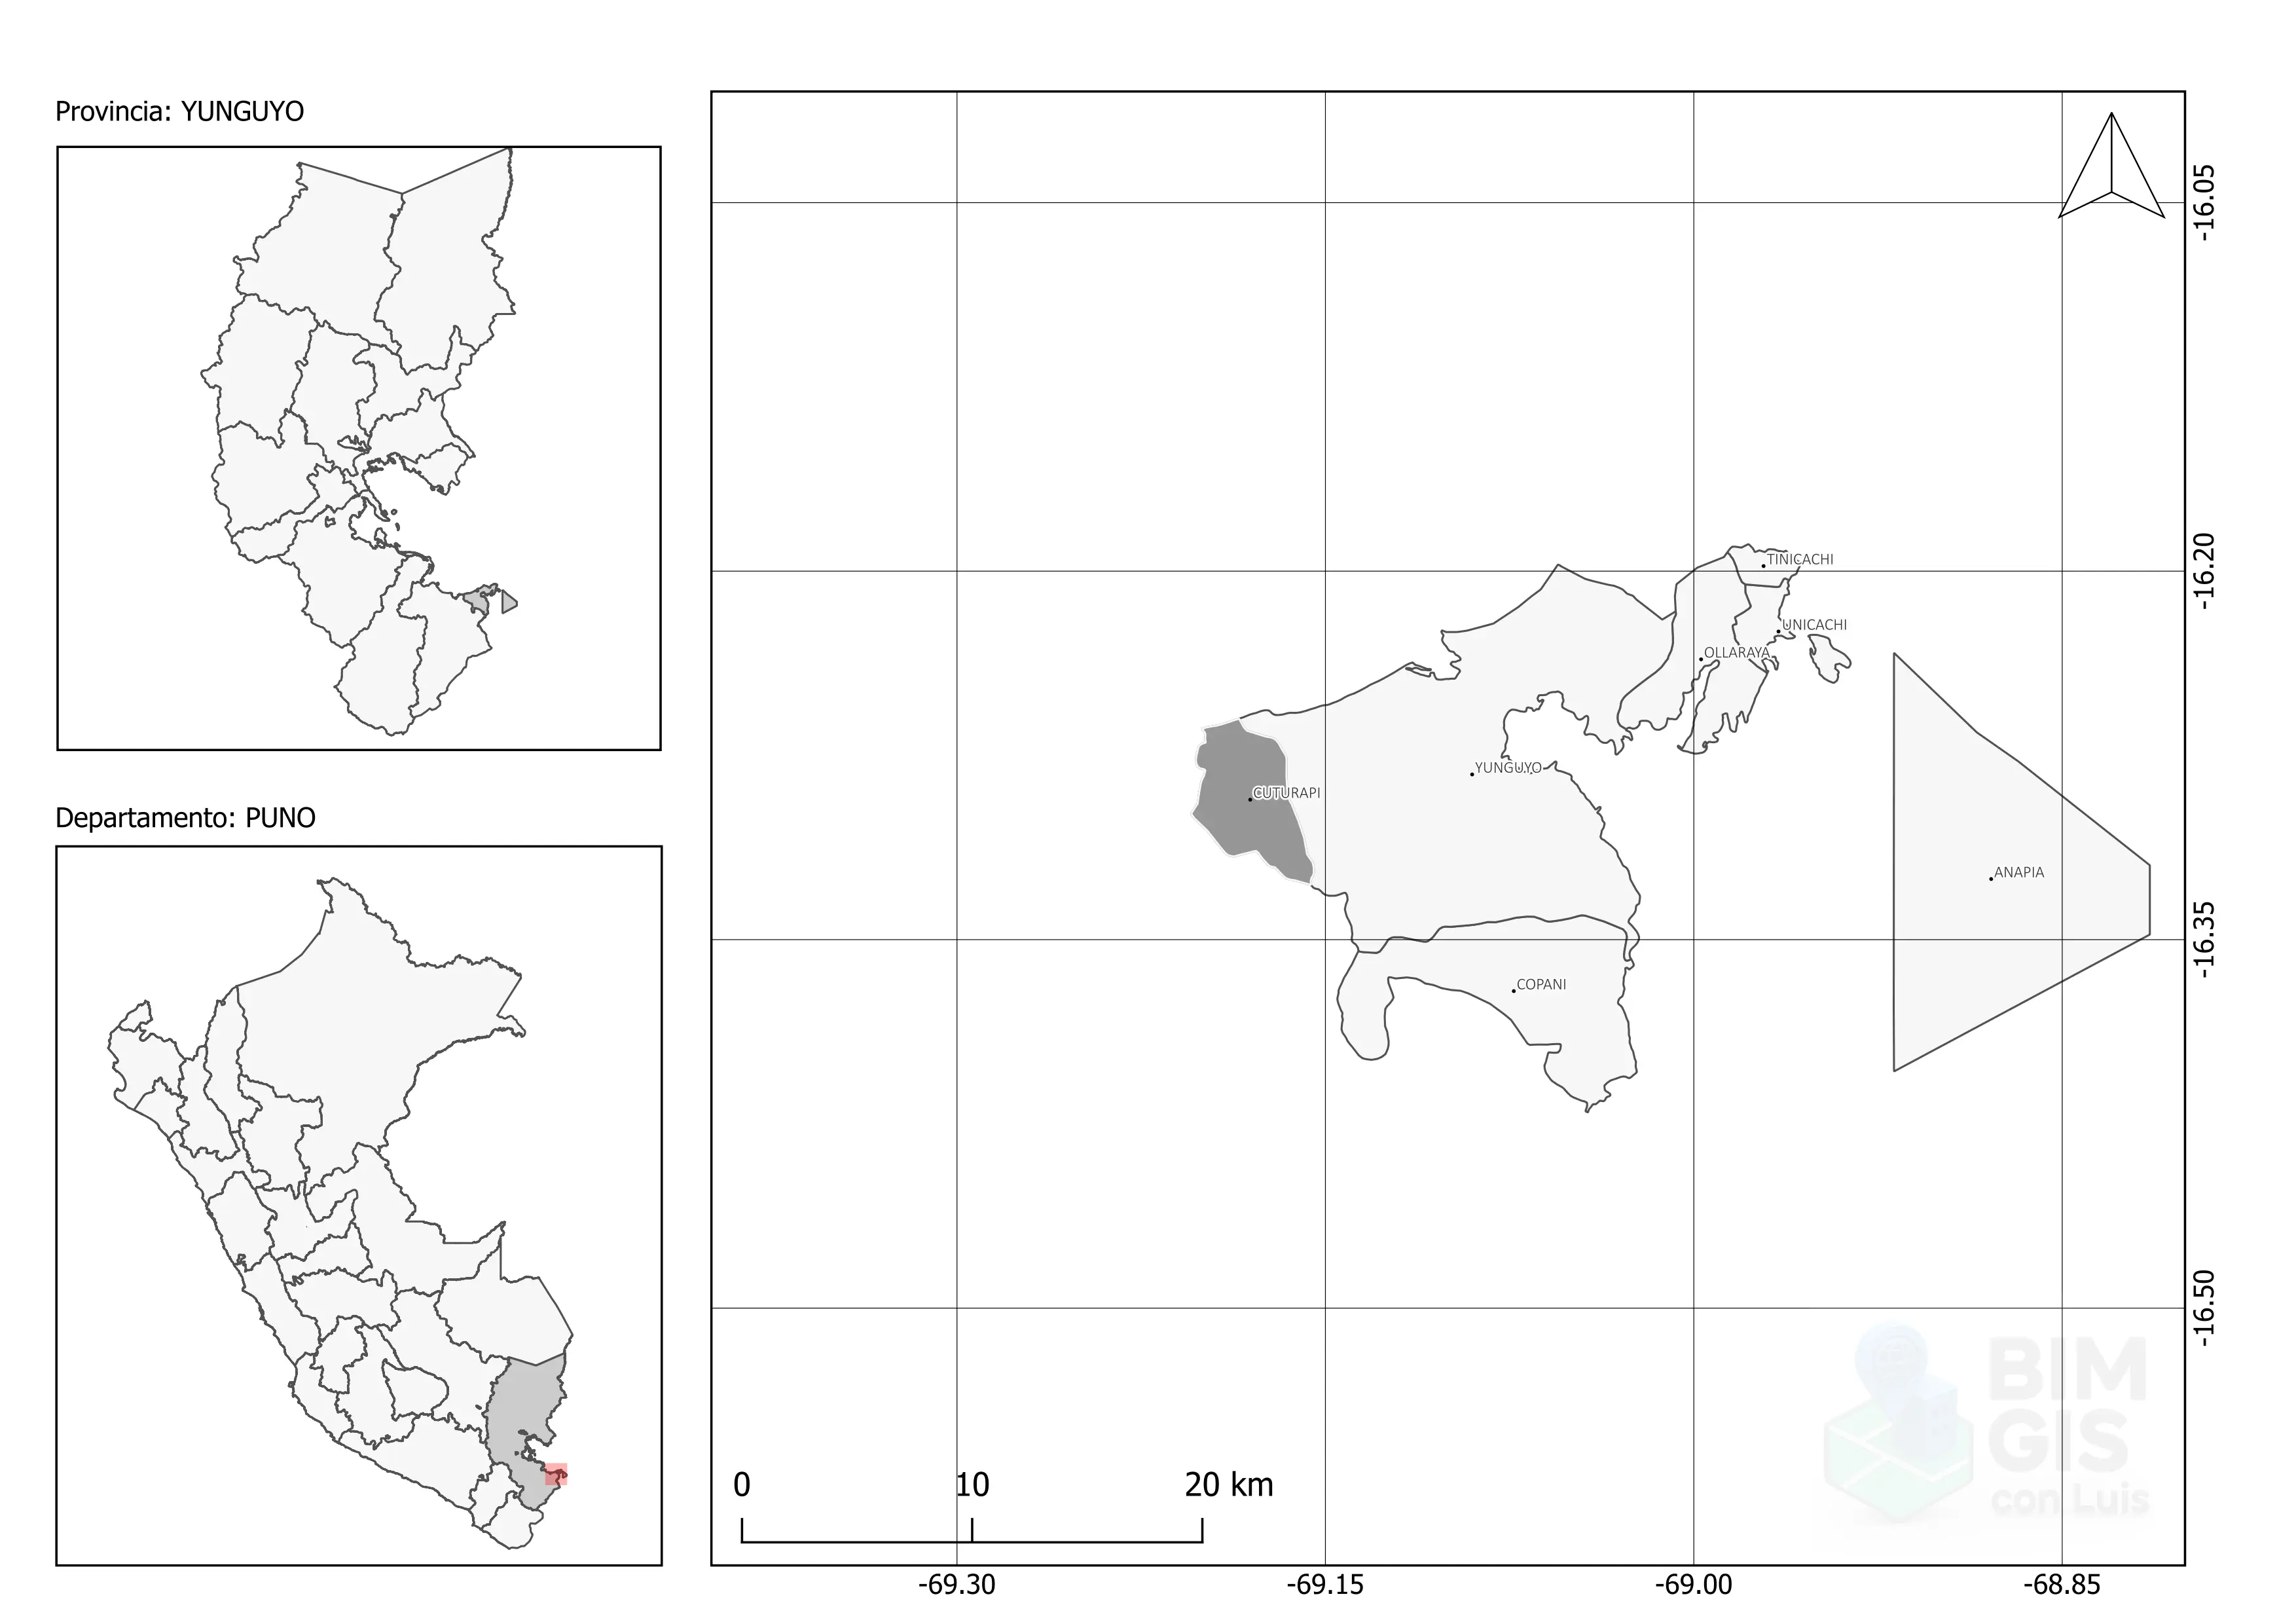 Provincia: YUNGUYO
Departamento: PUNO
TINICACHI
UNICACHI
OLLARAYA
YUNGUYO
CUTURAPI
ANAPIA
COPANI
-16.05
-16.20
-16.35
-16.50
0 10 20 km
-69.30 -69.15 -69.00 -68.85
BIM
GIS
con Luis